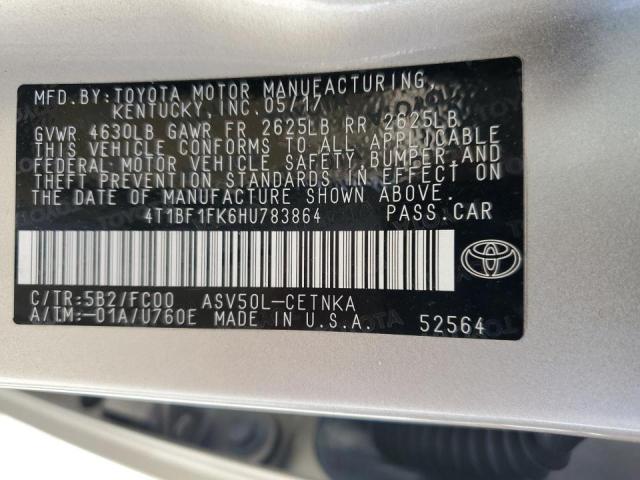 MFD.BY:TOYOTA MOTOR MANUFACTURING,
KENTUCKY,INC.05/17
GVWR 4630LB GAWR FR 2625LB RR 2625LB
THIS VEHICLE CONFORMS TO ALL APPLICABLE
FEDERAL MOTOR VEHICLE SAFETY,BUMPER,AND
THEFT PREVENTION STANDARDS IN EFFECT ON
THE DATE OF MANUFACTURE SHOWN ABOVE.
4T1BF1FK6HU783864 PASS.CAR
C/TR:5B2/FC00 ASV50L-CETNKA
A/TM:-01A/U760E MADE IN U.S.A. 52564